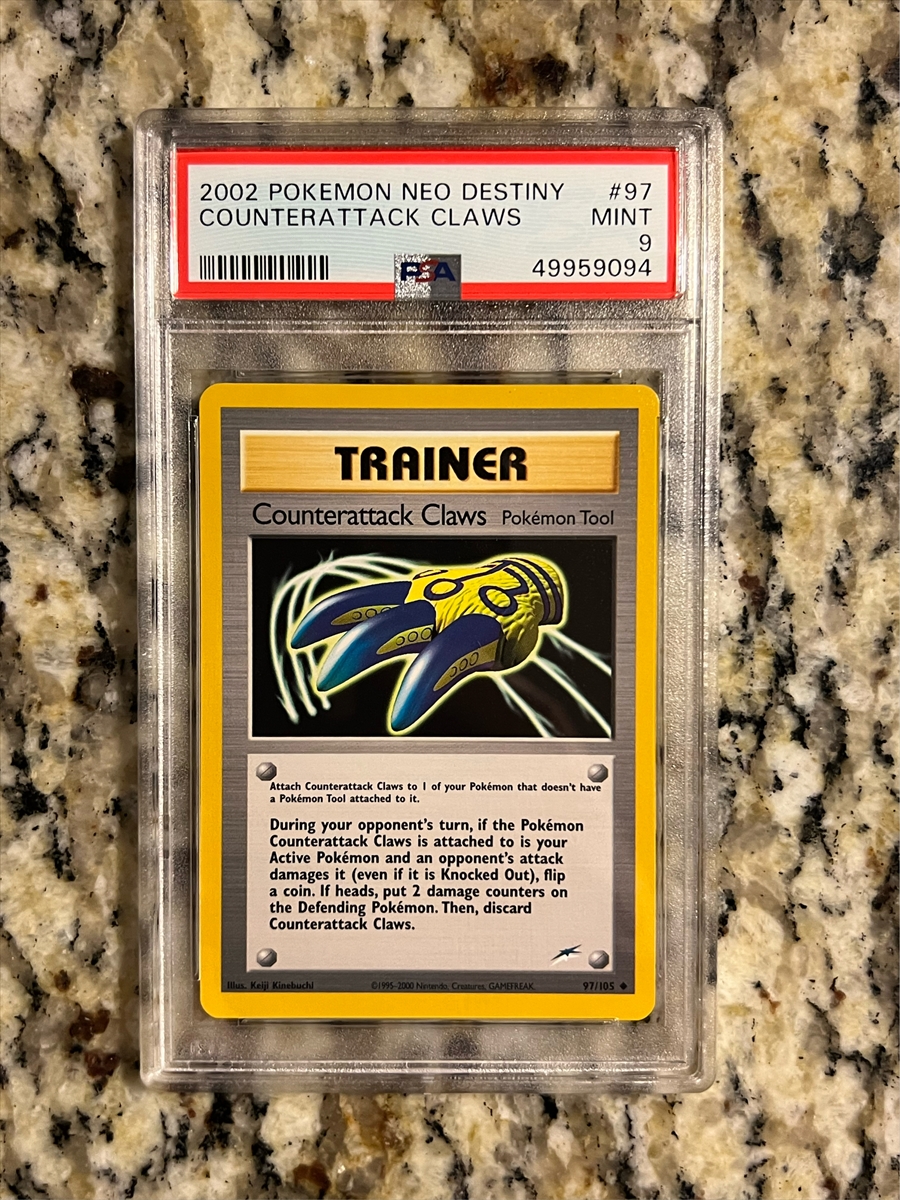 2002 POKEMON NEO DESTINY #97
COUNTERATTACK CLAWS MINT
9
PSA 49959094
TRAINER
Counterattack Claws Pokémon Tool
Attach Counterattack Claws to 1 of your Pokémon that doesn't have
a Pokémon Tool attached to it.
During your opponent's turn, if the Pokémon
Counterattack Claws is attached to is your
Active Pokémon and an opponent's attack
damages it (even if it is Knocked Out), flip
a coin. If heads, put 2 damage counters on
the Defending Pokémon. Then, discard
Counterattack Claws.
Illus. Keiji Kinebuchi ©1995-2000 Nintendo, Creatures, GAMEFREAK. 97/105